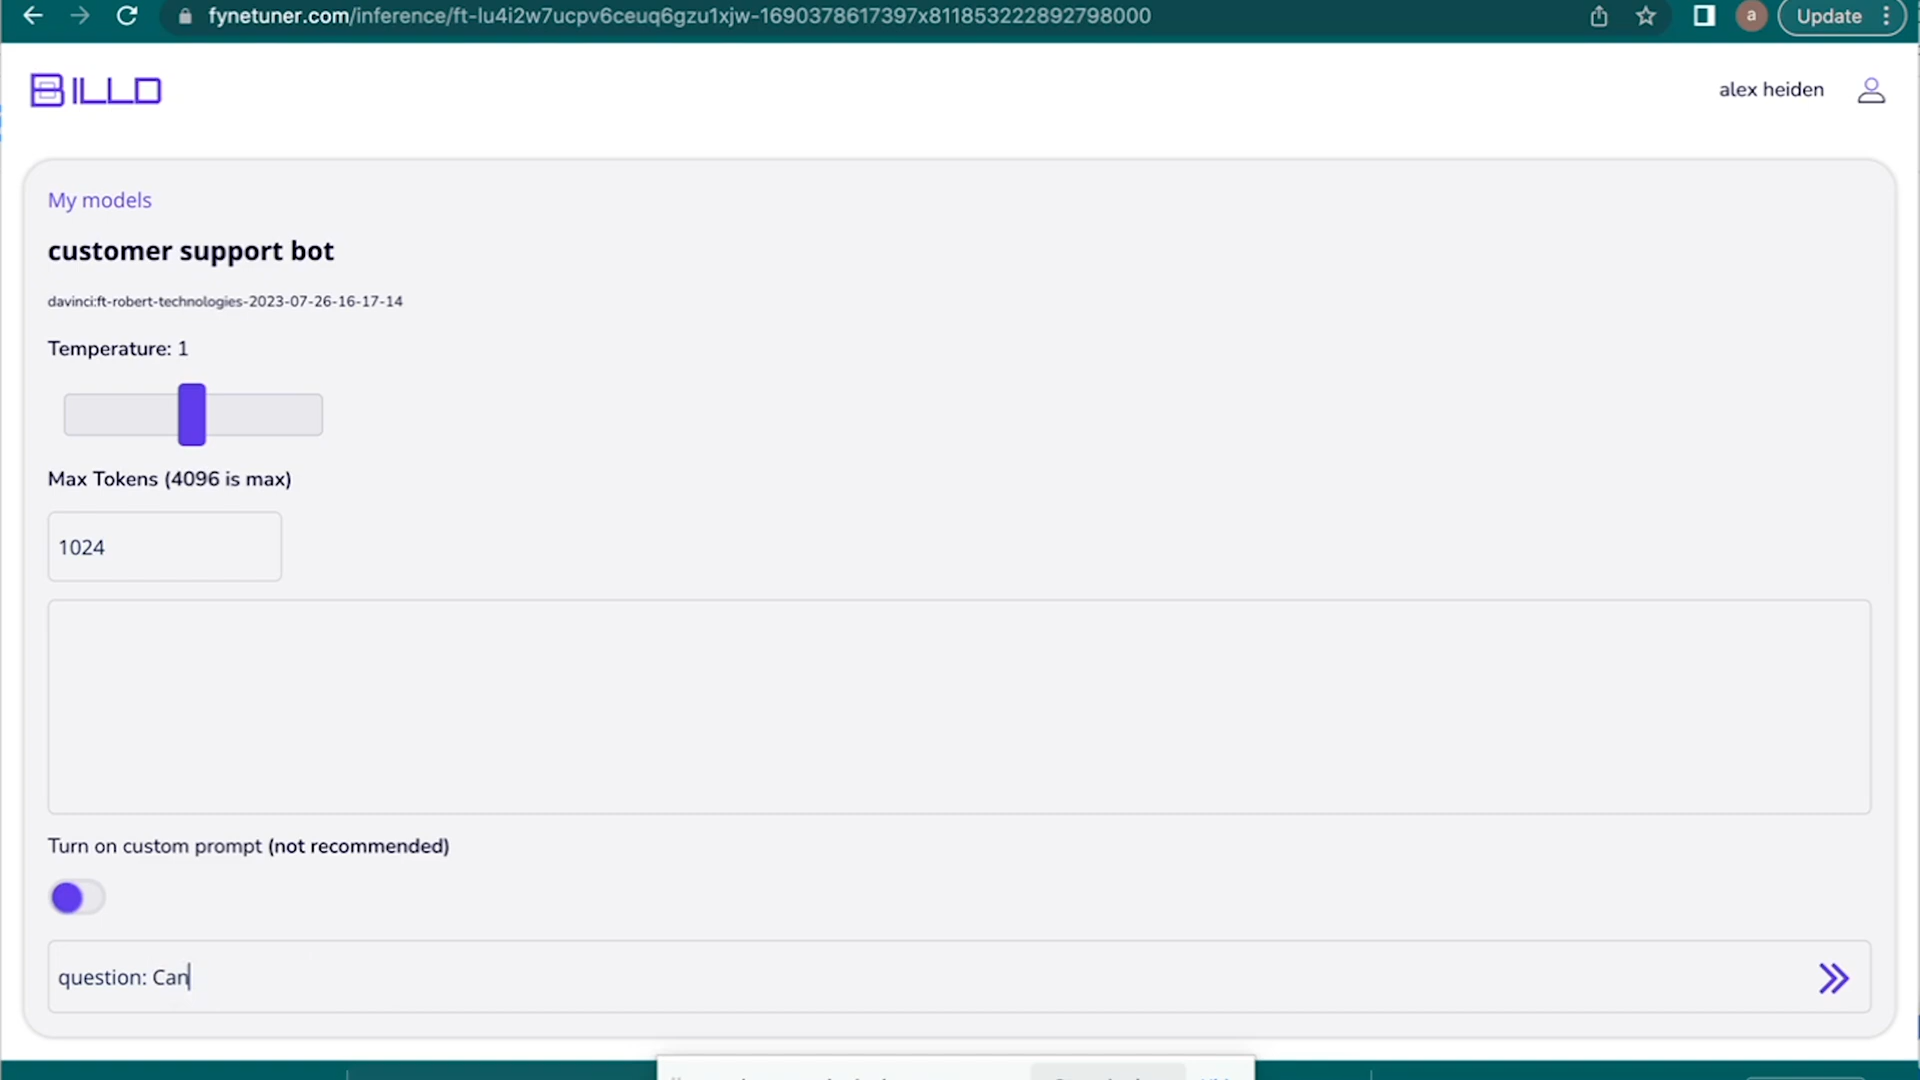 fynetuner.com/inference/ft-lu4i2w7ucpv6ceuq6gzu1xjw-1690378617397x811853222892798000
a
Update
BILLD
alex heiden
My models
customer support bot
davinci:ft-robert-technologies-2023-07-26-16-17-14
Temperature: 1
Max Tokens (4096 is max)
1024
Turn on custom prompt (not recommended)
question: Can